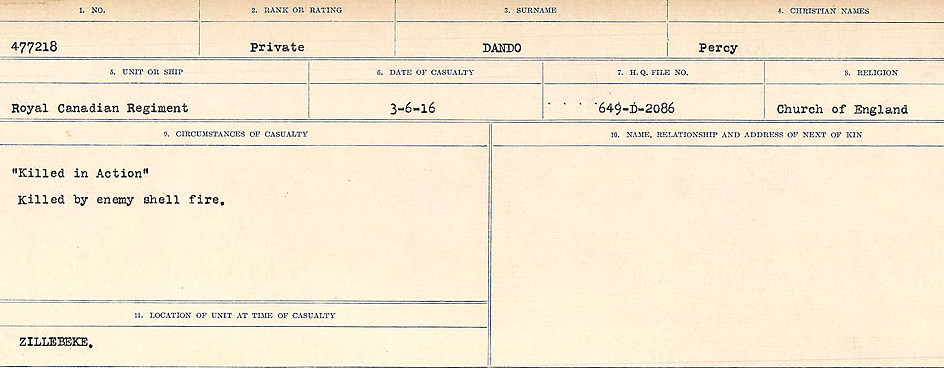 1. NO.
2. RANK OR RATING
3. SURNAME
4. CHRISTIAN NAMES
477218
Private
DANDO
Percy
5. UNIT OR SHIP
6. DATE OF CASUALTY
7. H. Q. FILE NO.
8. RELIGION
Royal Canadian Regiment
3-6-16
649-D-2086
Church of England
9. CIRCUMSTANCES OF CASUALTY
10. NAME, RELATIONSHIP AND ADDRESS OF NEXT OF KIN
"Killed in Action"
Killed by enemy shell fire.
11. LOCATION OF UNIT AT TIME OF CASUALTY
ZILLEBEKE.